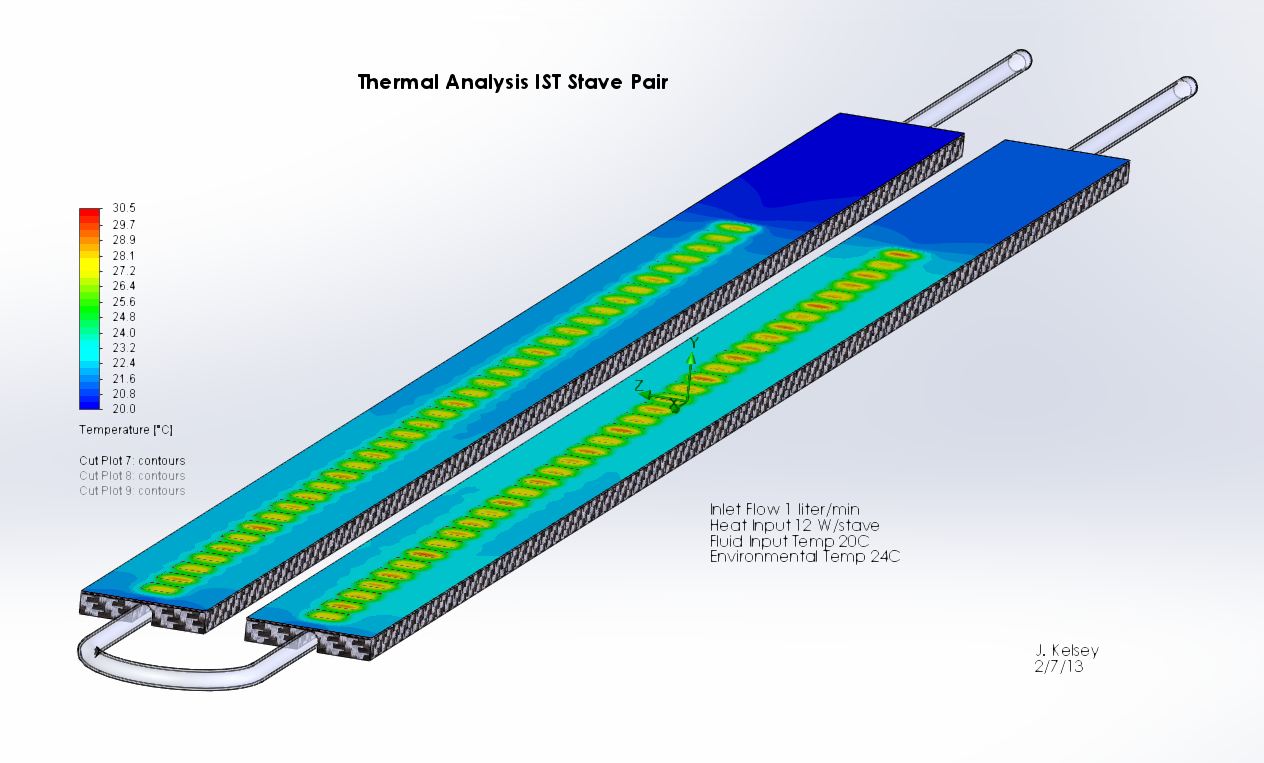 Thermal Analysis IST Stave Pair
30.5
29.7
28.9
28.1
27.2
26.4
25.6
24.8
24.0
23.2
22.4
21.6
20.8
20.0
Temperature [°C]
Cut Plot 7: contours
Cut Plot 8: contours
Cut Plot 9: contours
Y
Z
X
Inlet Flow 1 liter/min
Heat Input 12 W/stave
Fluid Input Temp 20C
Environmental Temp 24C
J. Kelsey
2/7/13